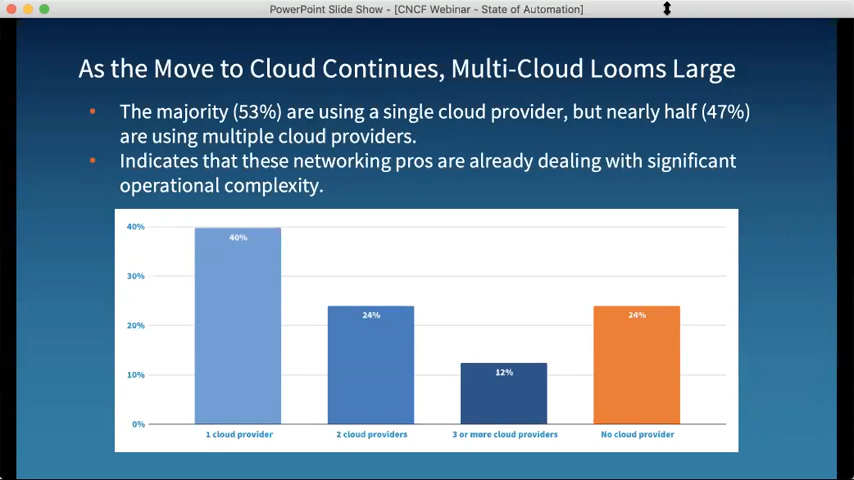 PowerPoint Slide Show - [CNCF Webinar - State of Automation]
As the Move to Cloud Continues, Multi-Cloud Looms Large
• The majority (53%) are using a single cloud provider, but nearly half (47%)
are using multiple cloud providers.
• Indicates that these networking pros are already dealing with significant
operational complexity.
40%
30%
20%
10%
0%
40%
24%
12%
24%
1 cloud provider
2 cloud providers
3 or more cloud providers
No cloud provider